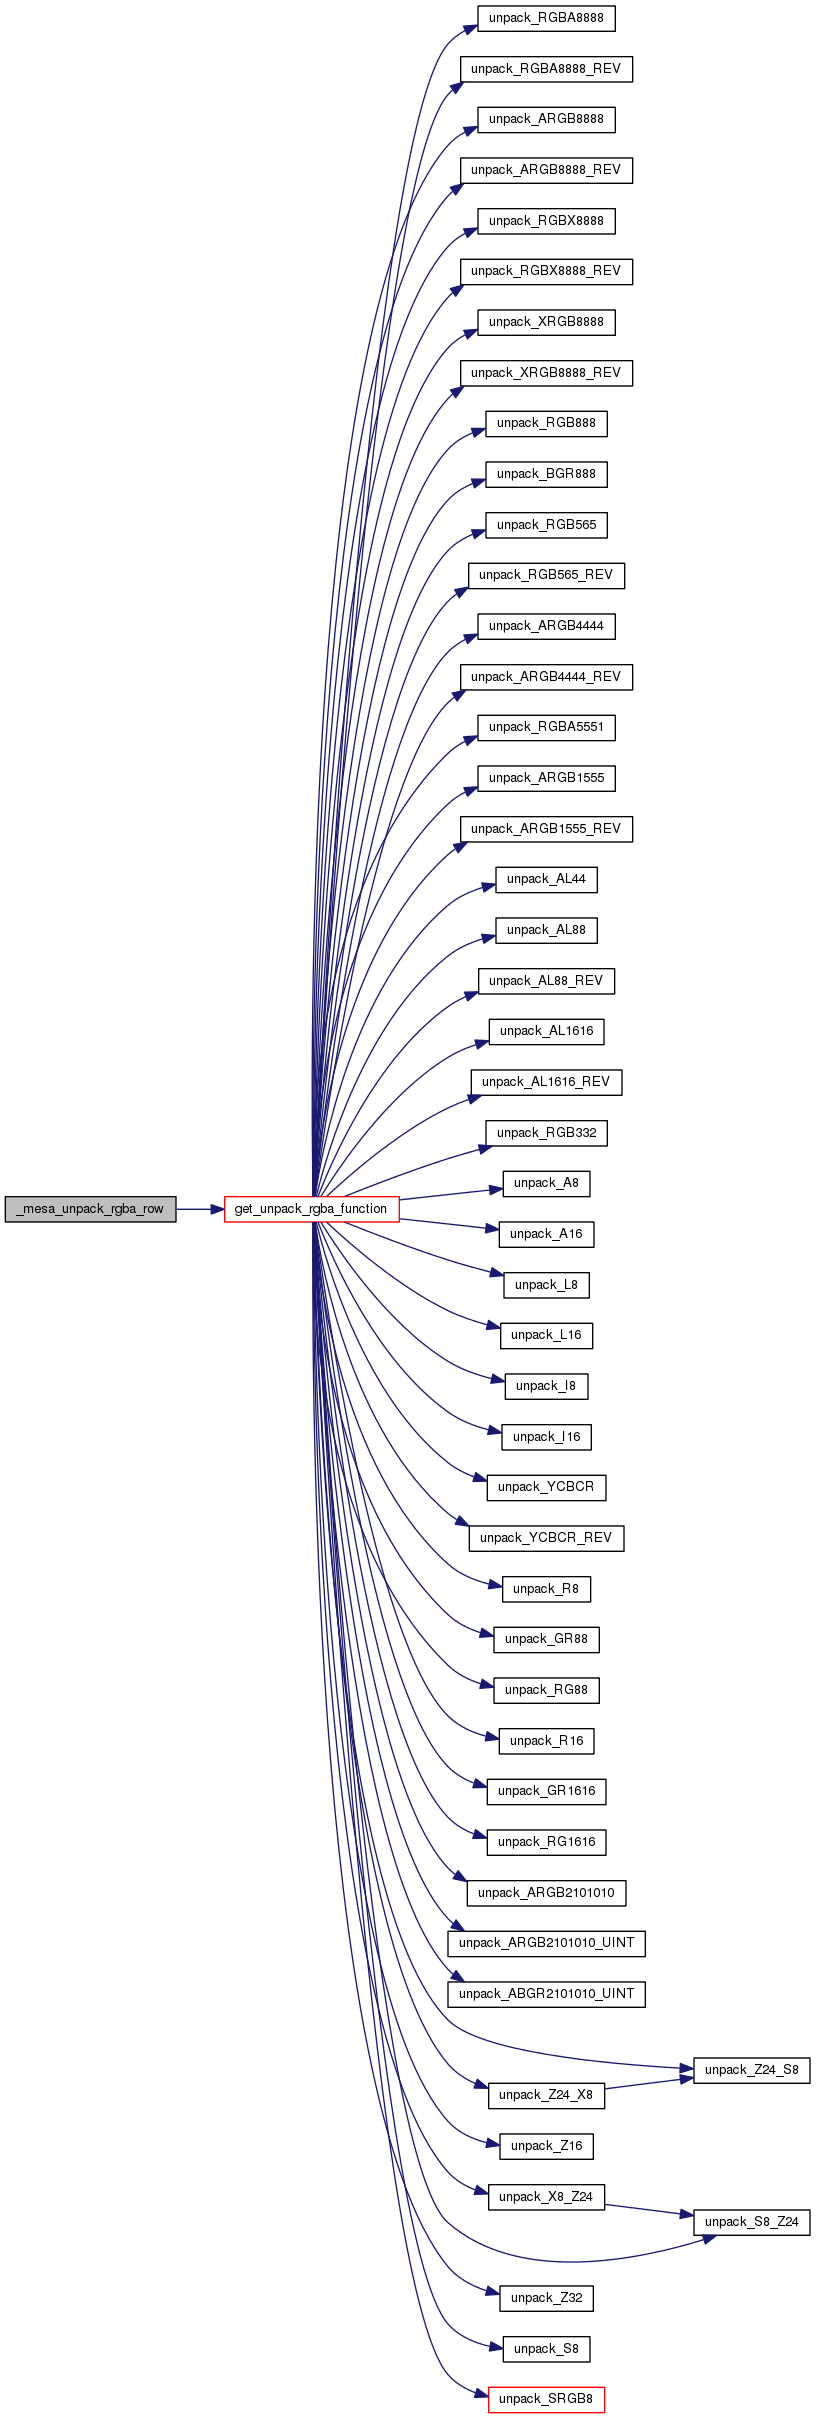 unpack_RGBA8888
unpack_RGBA8888_REV
unpack_ARGB8888
unpack_ARGB8888_REV
unpack_RGBX8888
unpack_RGBX8888_REV
unpack_XRGB8888
unpack_XRGB8888_REV
unpack_RGB888
unpack_BGR888
unpack_RGB565
unpack_RGB565_REV
unpack_ARGB4444
unpack_ARGB4444_REV
unpack_RGBA5551
unpack_ARGB1555
unpack_ARGB1555_REV
unpack_AL44
unpack_AL88
unpack_AL88_REV
unpack_AL1616
unpack_AL1616_REV
unpack_RGB332
unpack_A8
_mesa_unpack_rgba_row
get_unpack_rgba_function
unpack_A16
unpack_L8
unpack_L16
unpack_I8
unpack_I16
unpack_YCBCR
unpack_YCBCR_REV
unpack_R8
unpack_GR88
unpack_RG88
unpack_R16
unpack_GR1616
unpack_RG1616
unpack_ARGB2101010
unpack_ARGB2101010_UINT
unpack_ABGR2101010_UINT
unpack_Z24_S8
unpack_Z24_X8
unpack_Z16
unpack_X8_Z24
unpack_S8_Z24
unpack_Z32
unpack_S8
unpack_SRGB8